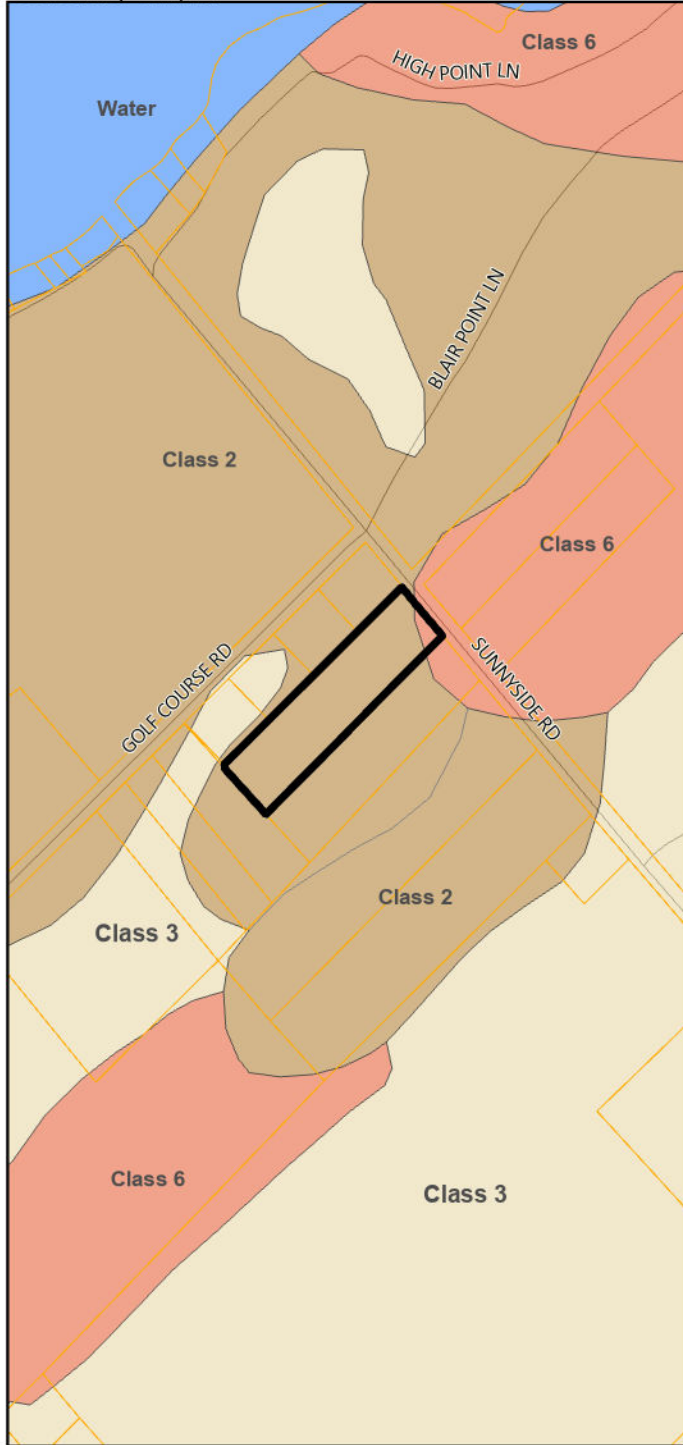 Class 6
HIGH POINT LN
Water
BLAIR POINT LN
Class 2
Class 6
GOLF COURSE RD
SUNNYSIDE RD
Class 2
Class 3
Class 6
Class 3